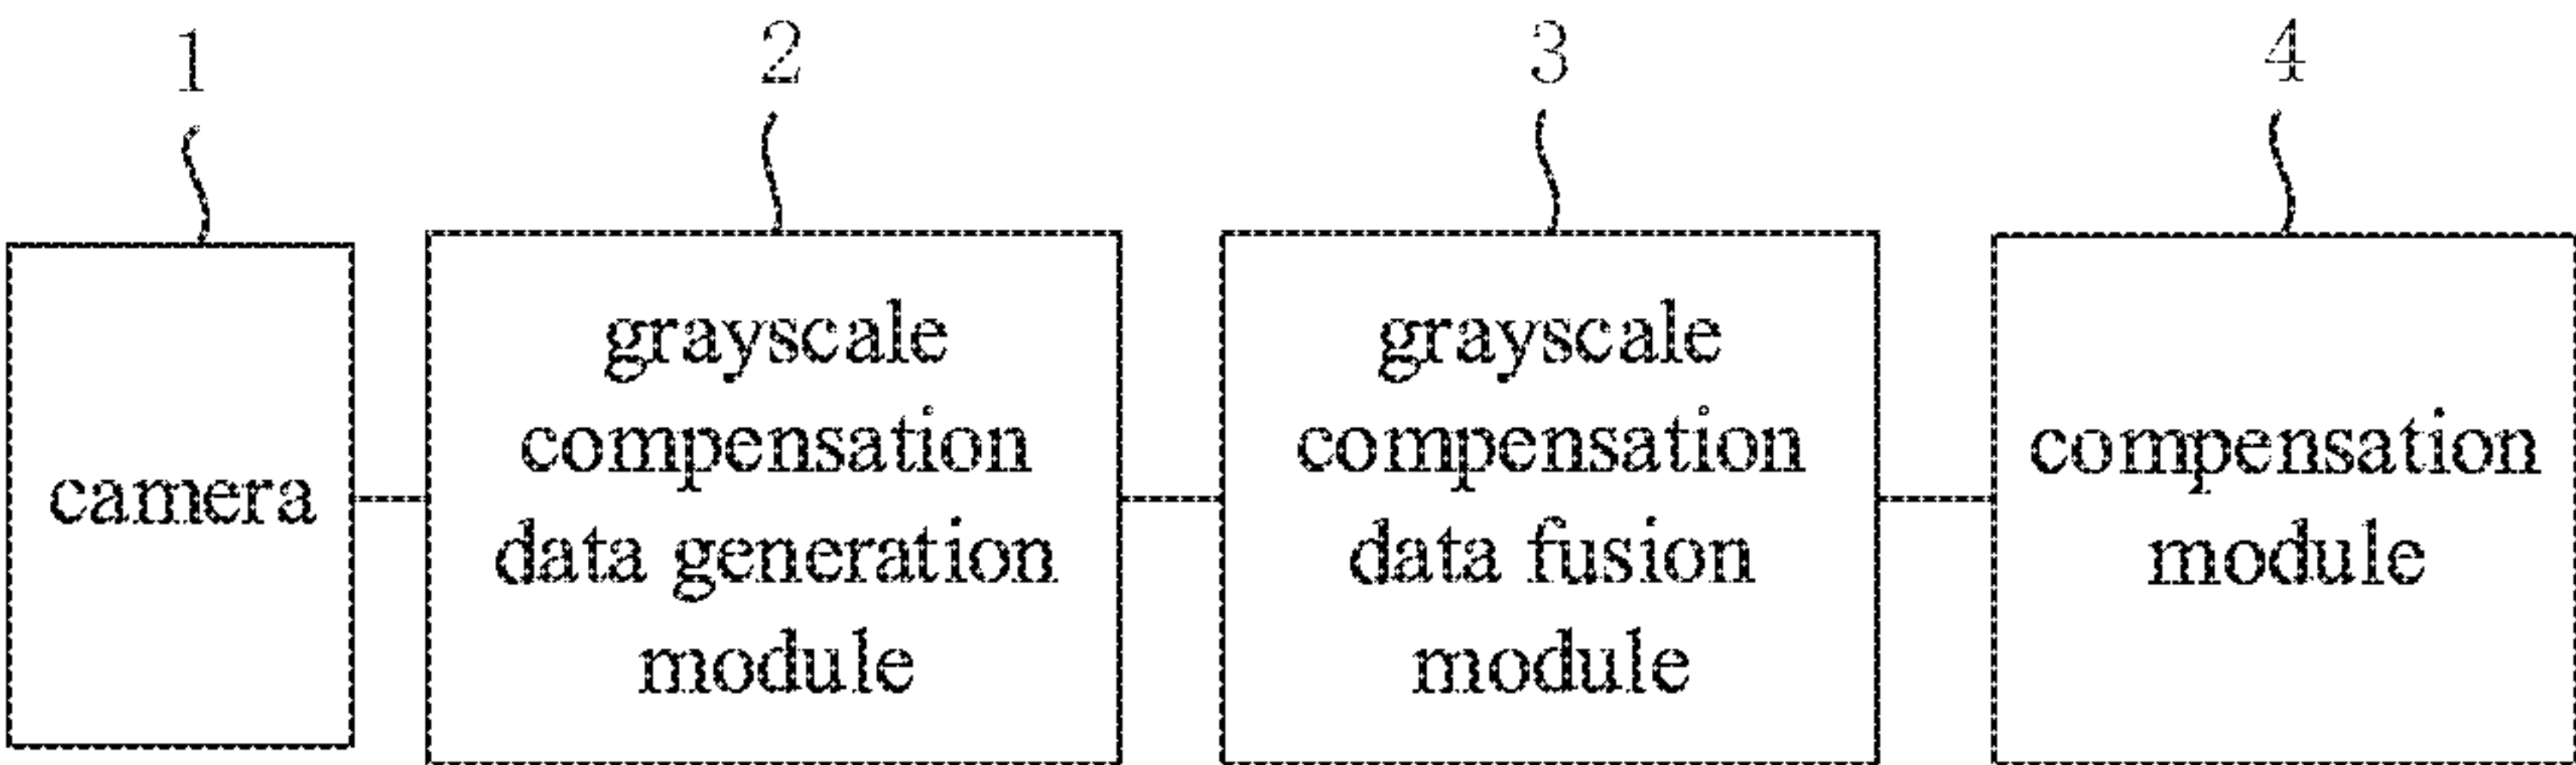 1
2
3
4
camera
grayscale
compensation
data generation
module
grayscale
compensation
data fusion
module
compensation
module